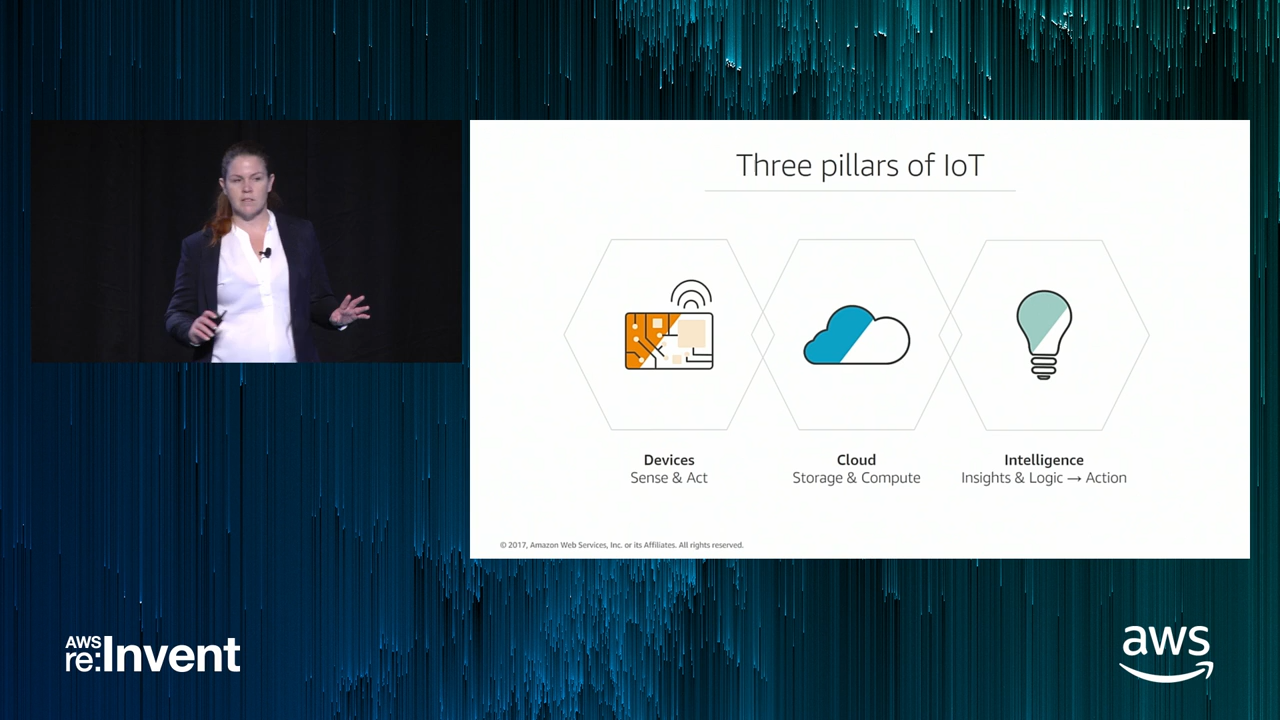 Three pillars of IoT
Devices
Sense & Act
Cloud
Storage & Compute
Intelligence
Insights & Logic → Action
© 2017, Amazon Web Services, Inc. or its Affiliates. All rights reserved.
AWS
re:Invent
aws